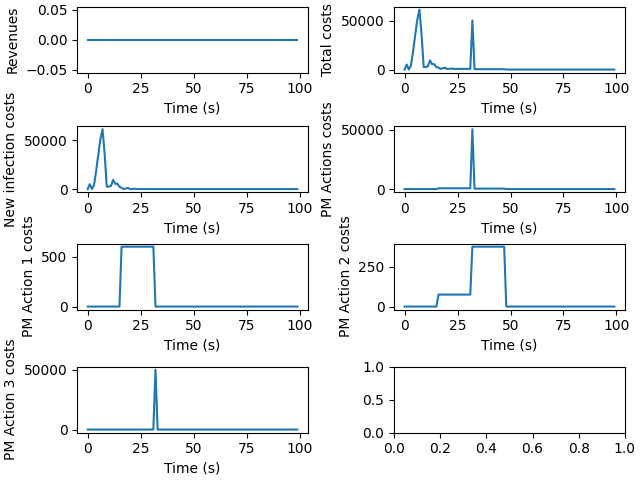 Revenues
0.05
0.00
−0.05
0 25 50 75 100
Time (s)
Total costs
50000
0
0 25 50 75 100
Time (s)
New infection costs
50000
0
0 25 50 75 100
Time (s)
PM Actions costs
50000
0
0 25 50 75 100
Time (s)
PM Action 1 costs
500
0
0 25 50 75 100
Time (s)
PM Action 2 costs
250
0
0 25 50 75 100
Time (s)
PM Action 3 costs
50000
0
0 25 50 75 100
Time (s)
1.0
0.5
0.0
0.0 0.2 0.4 0.6 0.8 1.0